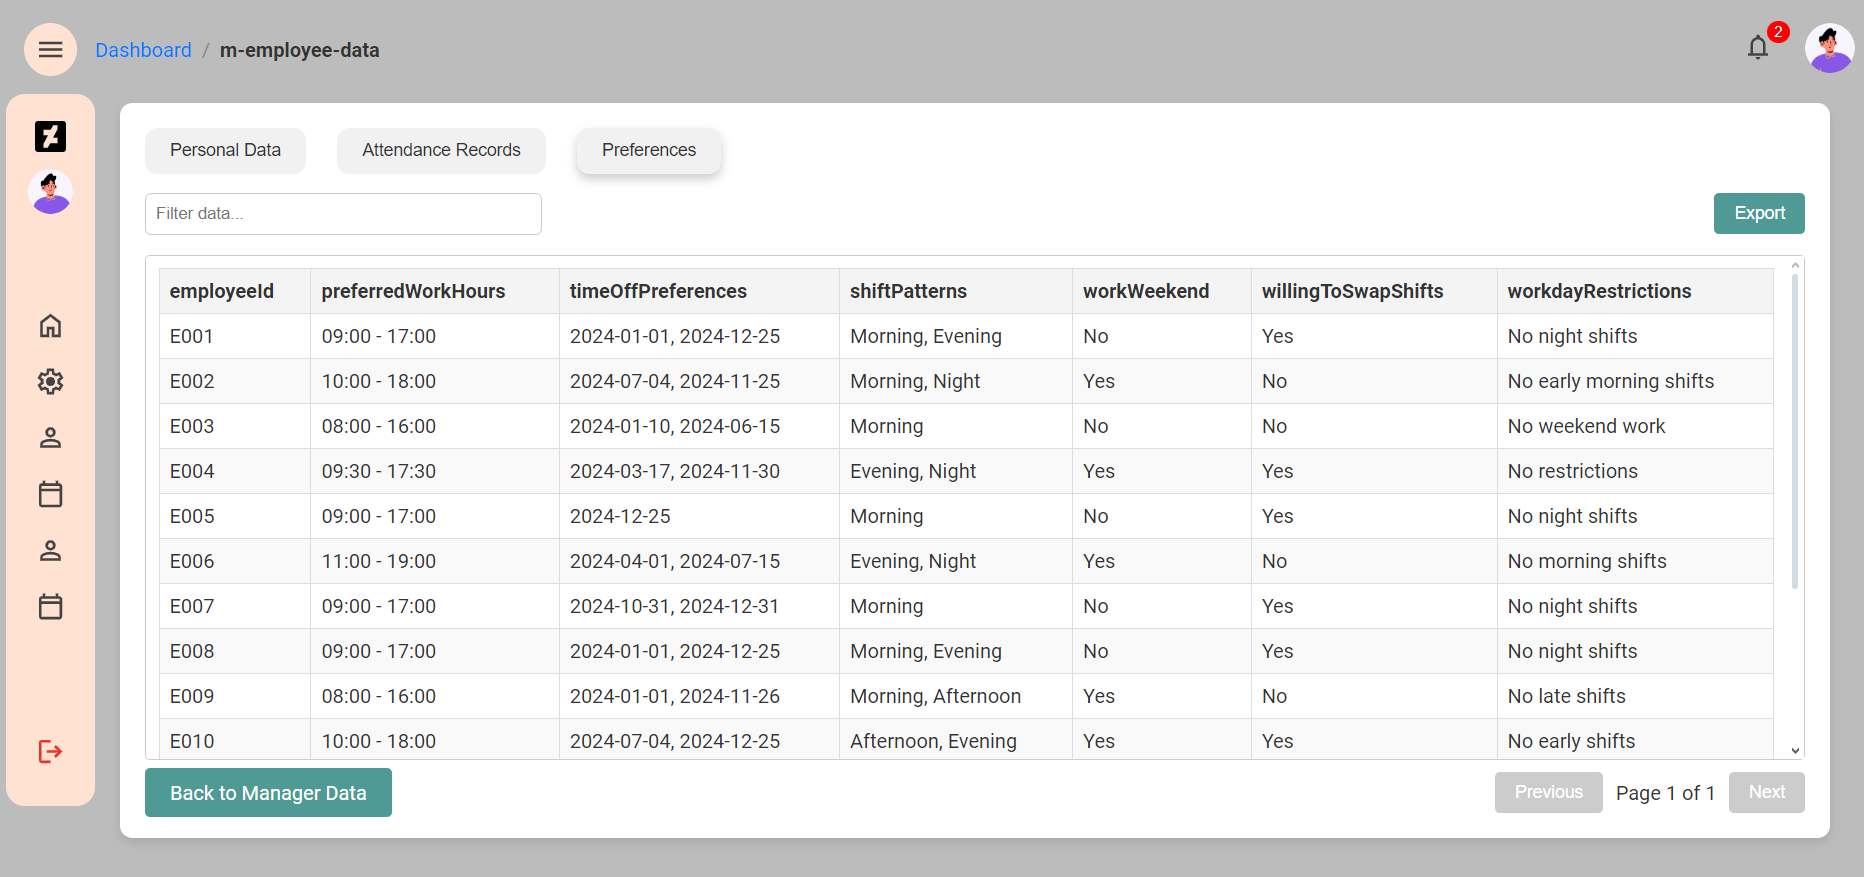 Dashboard / m-employee-data
2
Personal Data Attendance Records Preferences
Filter data...
Export
employeeId preferredWorkHours timeOffPreferences shiftPatterns workWeekend willingToSwapShifts workdayRestrictions
E001 09:00 - 17:00 2024-01-01, 2024-12-25 Morning, Evening No Yes No night shifts
E002 10:00 - 18:00 2024-07-04, 2024-11-25 Morning, Night Yes No No early morning shifts
E003 08:00 - 16:00 2024-01-10, 2024-06-15 Morning No No No weekend work
E004 09:30 - 17:30 2024-03-17, 2024-11-30 Evening, Night Yes Yes No restrictions
E005 09:00 - 17:00 2024-12-25 Morning No Yes No night shifts
E006 11:00 - 19:00 2024-04-01, 2024-07-15 Evening, Night Yes No No morning shifts
E007 09:00 - 17:00 2024-10-31, 2024-12-31 Morning No Yes No night shifts
E008 09:00 - 17:00 2024-01-01, 2024-12-25 Morning, Evening No Yes No night shifts
E009 08:00 - 16:00 2024-01-01, 2024-11-26 Morning, Afternoon Yes No No late shifts
E010 10:00 - 18:00 2024-07-04, 2024-12-25 Afternoon, Evening Yes Yes No early shifts
Back to Manager Data
Previous Page 1 of 1 Next